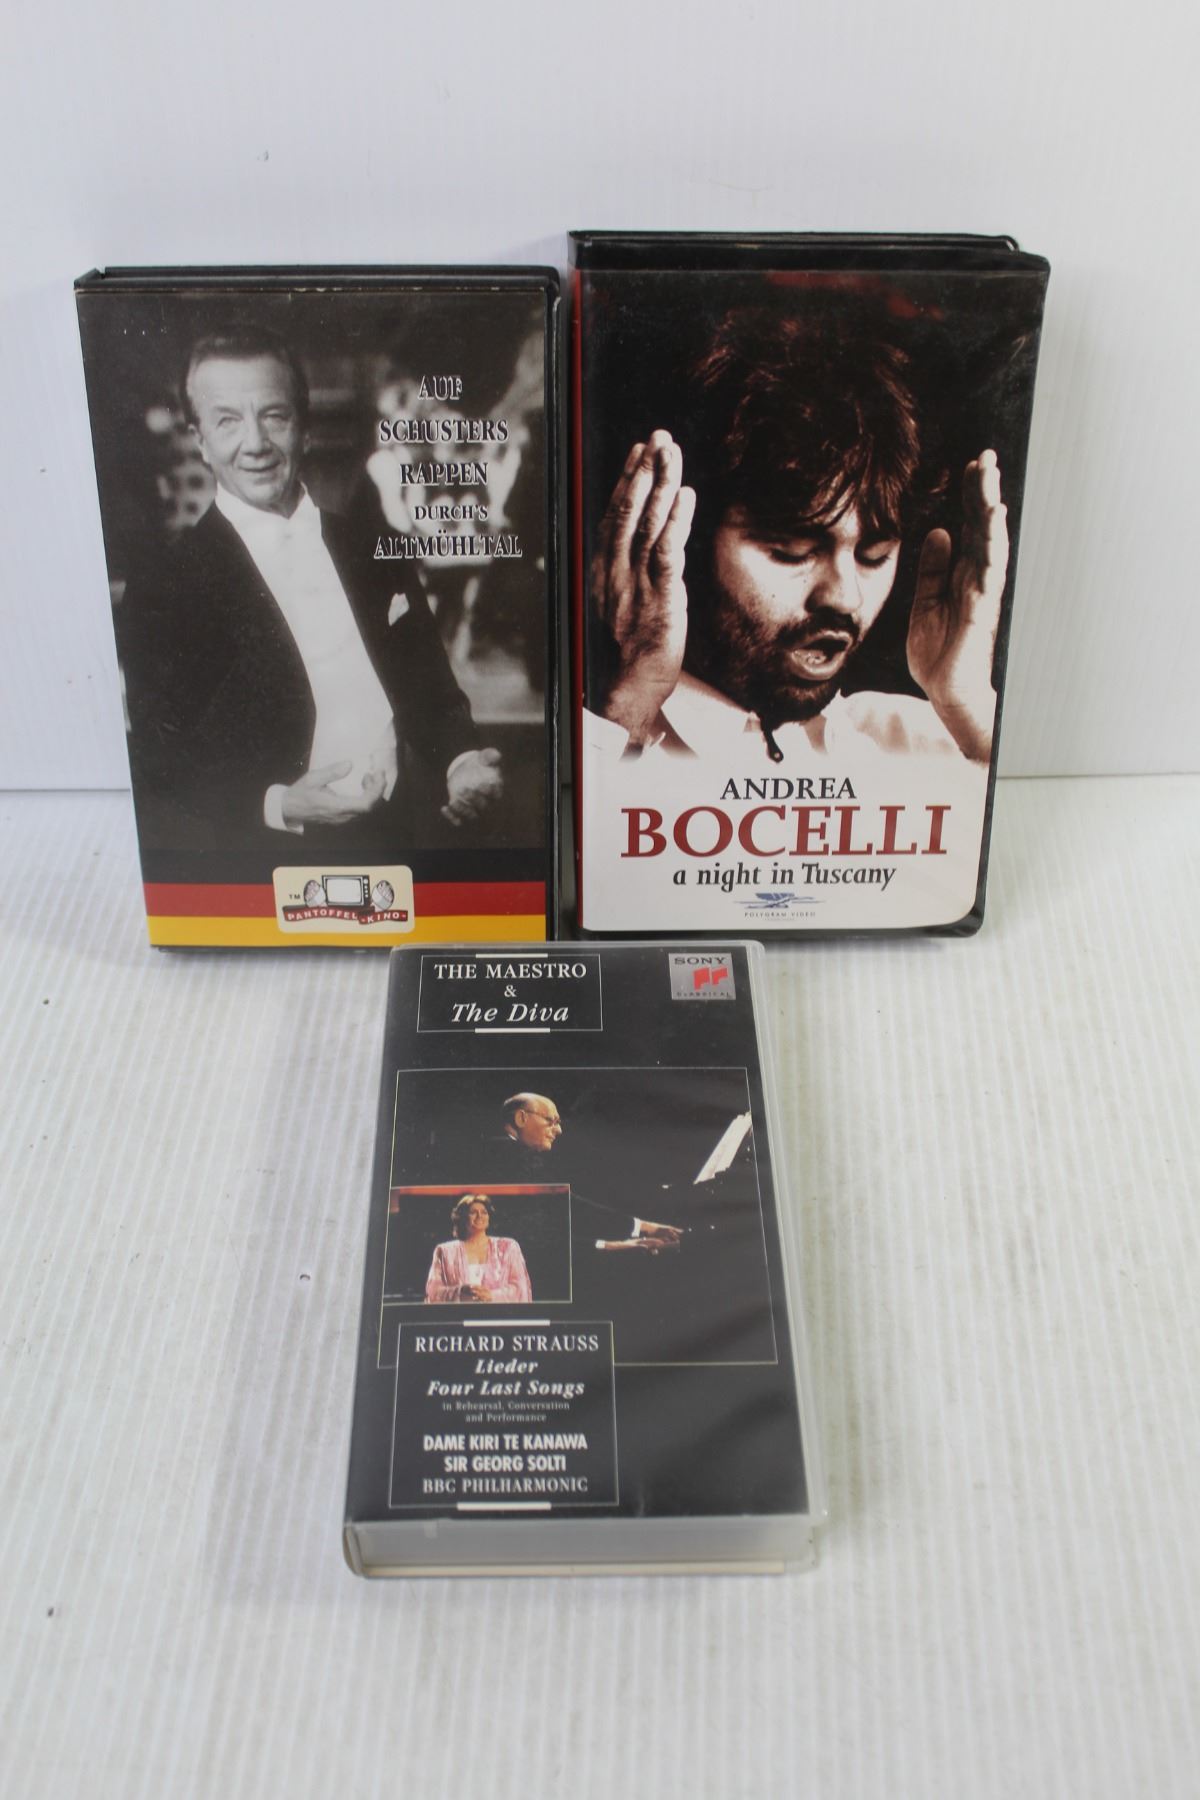 AUF
SCHUSTERS
RAPPEN
DURCH'S
ALTMÜHLTAL
TM
PANTOFFEL-KINO-
ANDREA
BOCELLI
a night in Tuscany
POLYGRAM VIDEO
THE MAESTRO
&
The Diva
SONY
CLASSICAL
RICHARD STRAUSS
Lieder
Four Last Songs
in Rehearsal, Conversation
and Performance
DAME KIRI TE KANAWA
SIR GEORG SOLTI
BBC PHILHARMONIC